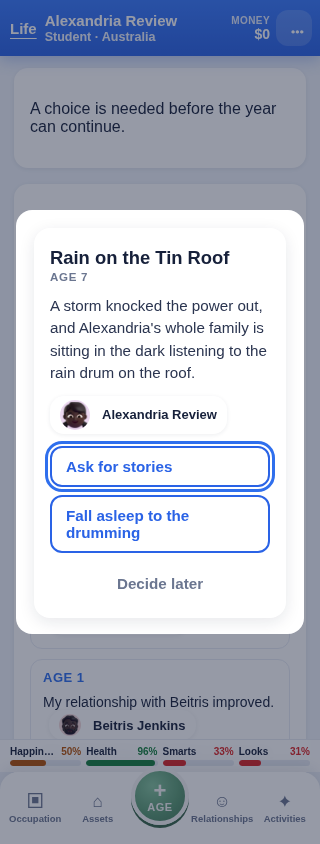 Life
Alexandria Review
Student · Australia
MONEY
$0
...
A choice is needed before the year
can continue.
Rain on the Tin Roof
AGE 7
A storm knocked the power out,
and Alexandria's whole family is
sitting in the dark listening to the
rain drum on the roof.
Alexandria Review
Ask for stories
Fall asleep to the
drumming
Decide later
AGE 1
My relationship with Beitris improved.
Beitris Jenkins
Happin... 50% Health 96% Smarts 33% Looks 31%
+
AGE
Occupation Assets Relationships Activities